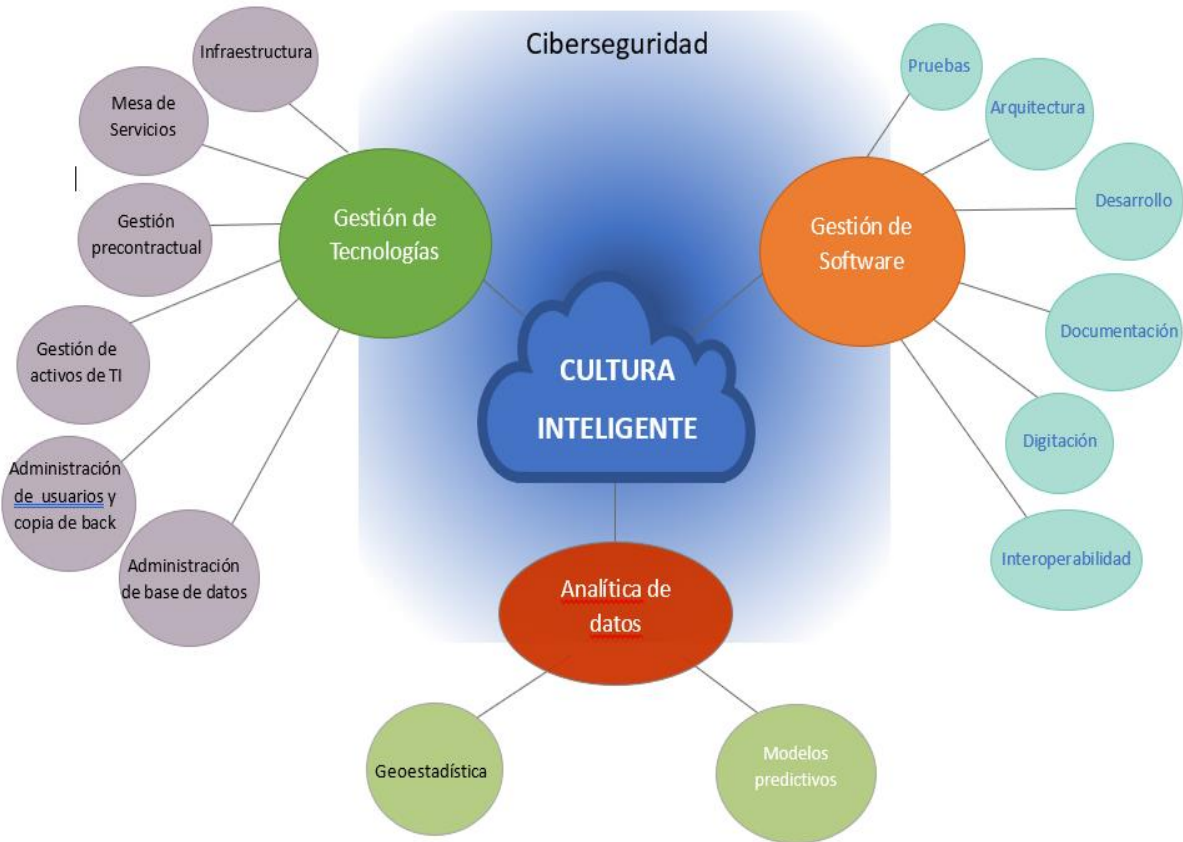 Ciberseguridad
Infraestructura
Mesa de
Servicios
Gestión
precontractual
Gestión de
activos de TI
Administración
de usuarios y
copia de back
Administración
de base de datos
Gestión de
Tecnologías
CULTURA
INTELIGENTE
Gestión de
Software
Pruebas
Arquitectura
Desarrollo
Documentación
Digitación
Interoperabilidad
Analítica de
datos
Geoestadística
Modelos
predictivos